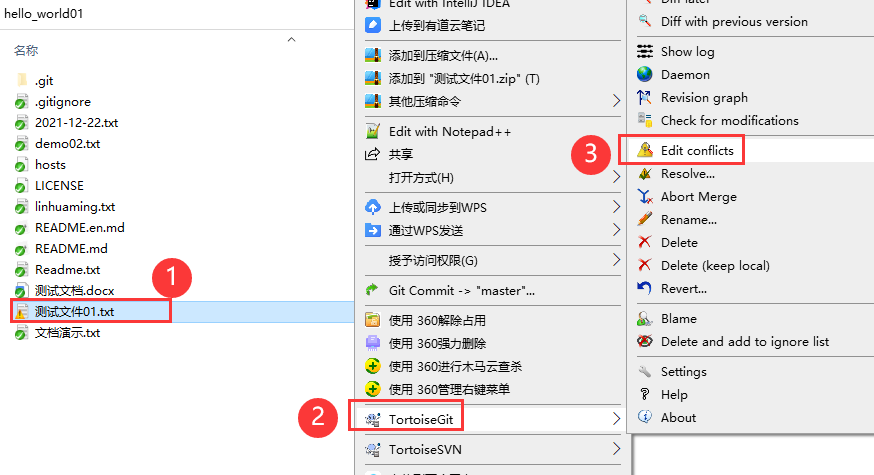 hello_world01
名称
.git
.gitignore
2021-12-22.txt
demo02.txt
hosts
LICENSE
linhuaming.txt
README.en.md
README.md
Readme.txt
测试文档.docx
1
测试文件01.txt
文档演示.txt
Edit with IntelliJ IDEA
上传到有道云笔记
添加到压缩文件(A)...
添加到 "测试文件01.zip" (T)
其他压缩命令
Edit with Notepad++
共享
打开方式(H)
上传或同步到WPS
通过WPS发送
授予访问权限(G)
Git Commit -> "master"...
使用 360解除占用
使用 360强力删除
使用 360进行木马云查杀
使用 360管理右键菜单
2
TortoiseGit
TortoiseSVN
Diff later
Diff with previous version
Show log
Daemon
Revision graph
Check for modifications
3
Edit conflicts
Resolve...
Abort Merge
Rename...
Delete
Delete (keep local)
Revert...
Blame
Delete and add to ignore list
Settings
Help
About